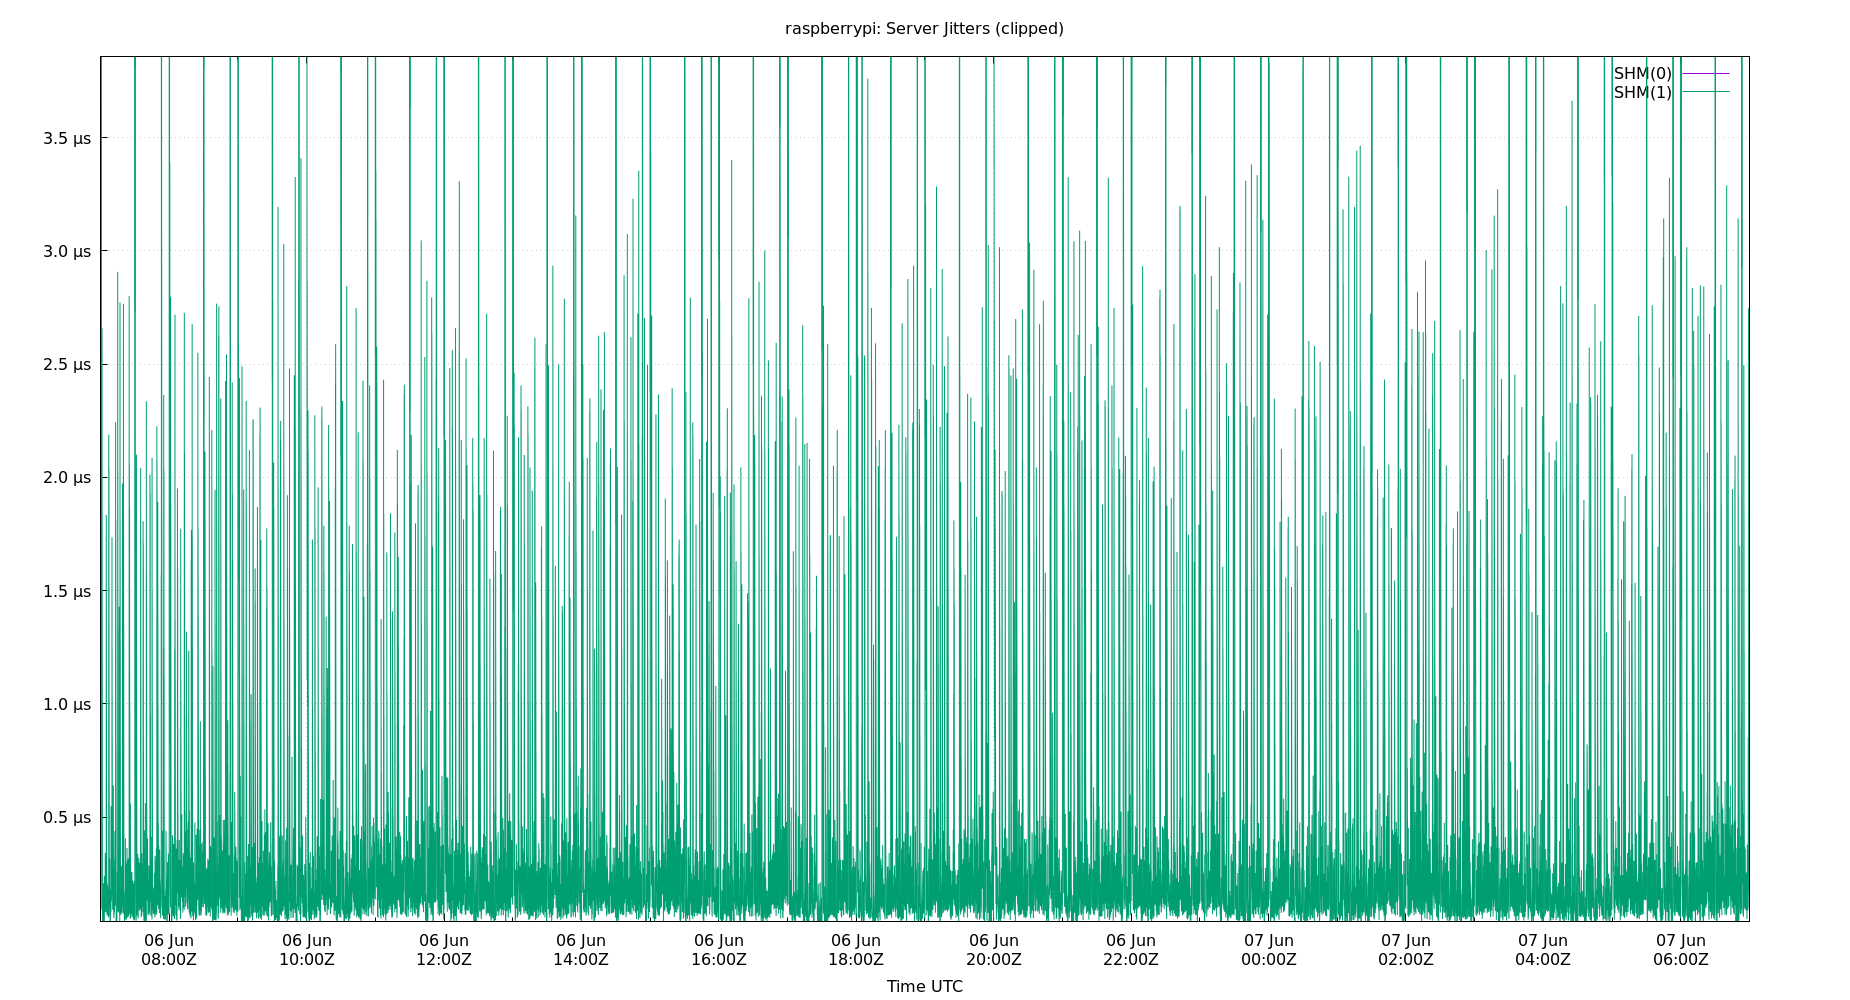 raspberrypi: Server Jitters (clipped)
SHM(0)
SHM(1)
3.5 µs
3.0 µs
2.5 µs
2.0 µs
1.5 µs
1.0 µs
0.5 µs
06 Jun 06 Jun 06 Jun 06 Jun 06 Jun 06 Jun 06 Jun 06 Jun 07 Jun 07 Jun 07 Jun 07 Jun
08:00Z 10:00Z 12:00Z 14:00Z 16:00Z 18:00Z 20:00Z 22:00Z 00:00Z 02:00Z 04:00Z 06:00Z
Time UTC